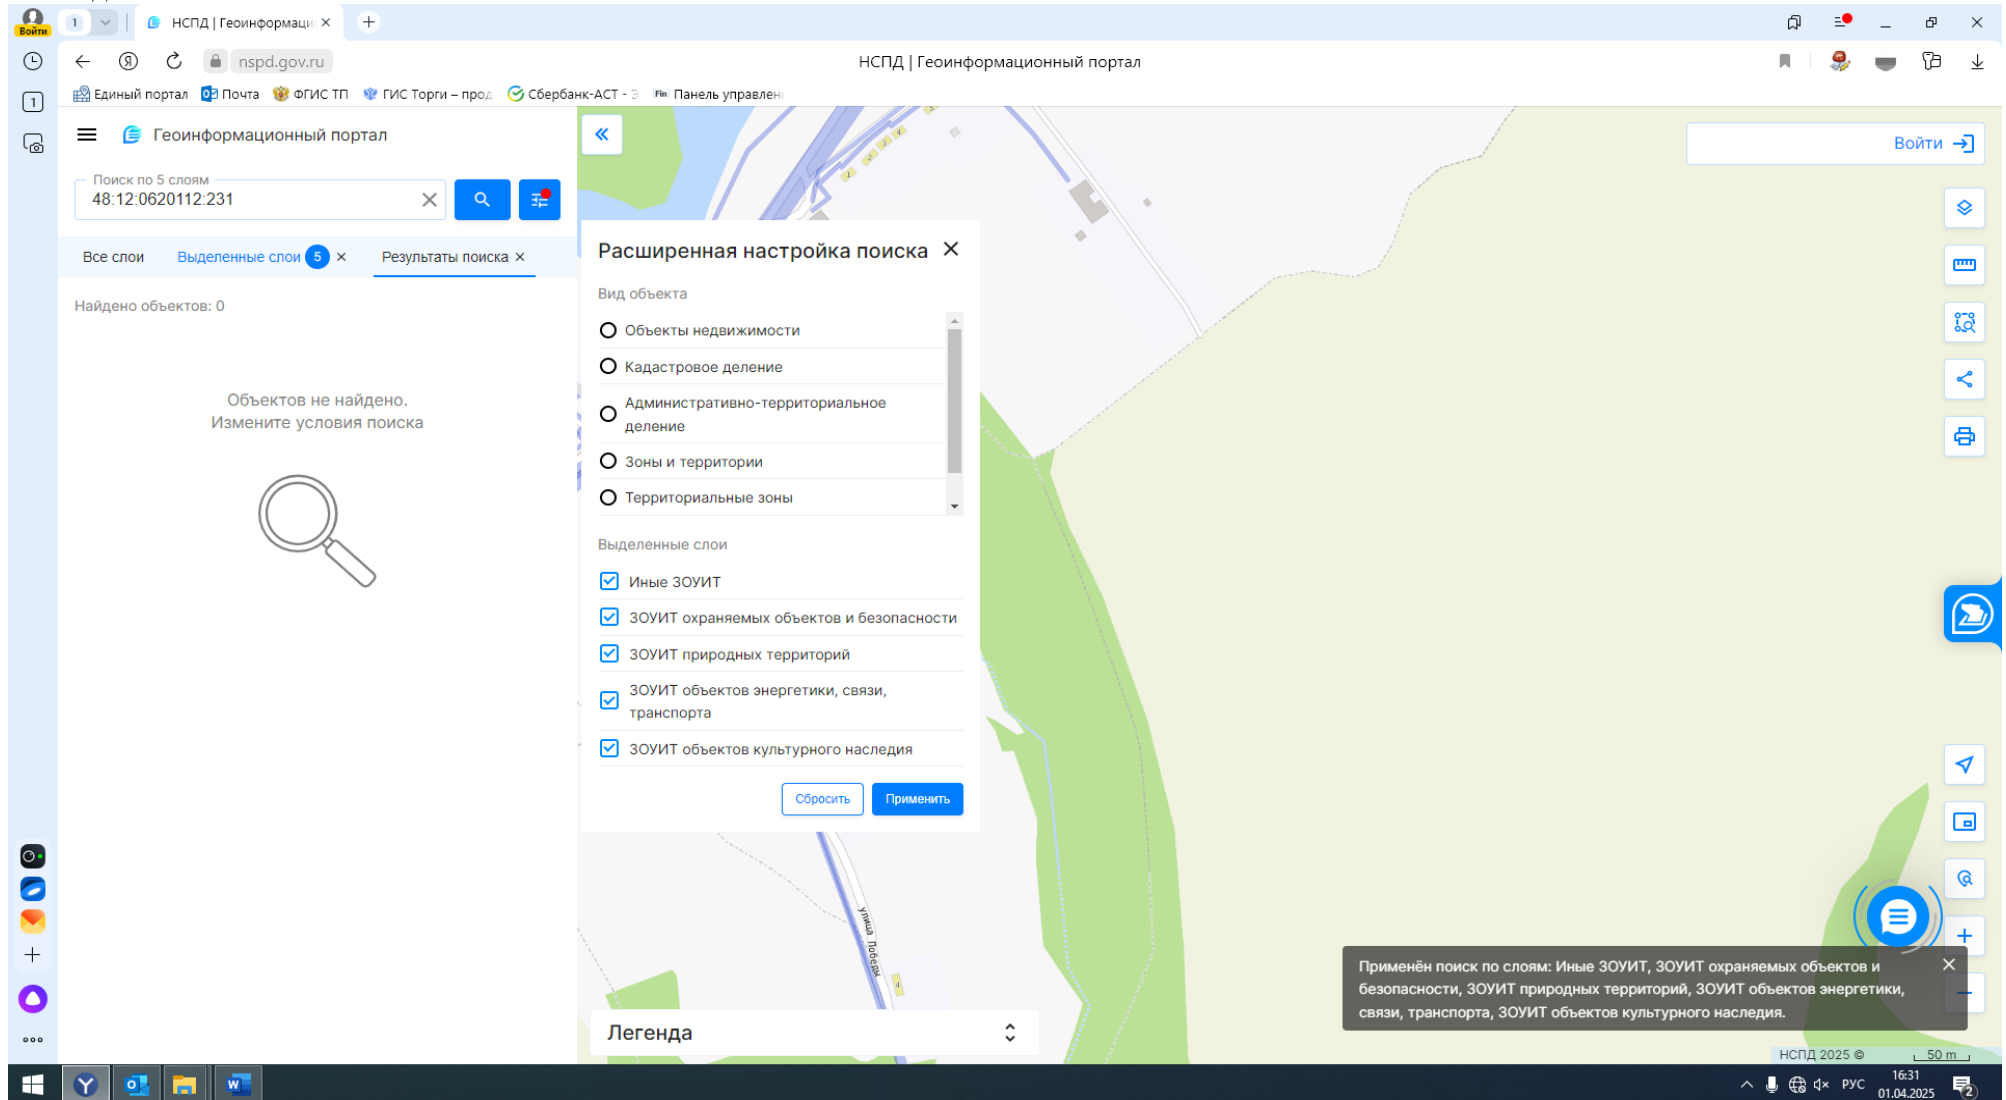 Войти
1
НСПД | Геоинформаци
nspd.gov.ru
НСПД | Геоинформационный портал
1
Единый портал
Почта
ФГИС ТП
ГИС Торги – прод
Сбербанк-АСТ - Э
Fin Панель управлен
Геоинформационный портал
Войти
Поиск по 5 слоям
48:12:0620112:231
Все слои
Выделенные слои 5
Результаты поиска
Найдено объектов: 0
Объектов не найдено.
Измените условия поиска
Расширенная настройка поиска
Вид объекта
Объекты недвижимости
Кадастровое деление
Административно-территориальное
деление
Зоны и территории
Территориальные зоны
Выделенные слои
Иные ЗОУИТ
ЗОУИТ охраняемых объектов и безопасности
ЗОУИТ природных территорий
ЗОУИТ объектов энергетики, связи,
транспорта
ЗОУИТ объектов культурного наследия
Сбросить
Применить
улица Победы
4
Легенда
Применён поиск по слоям: Иные ЗОУИТ, ЗОУИТ охраняемых объектов и
безопасности, ЗОУИТ природных территорий, ЗОУИТ объектов энергетики,
связи, транспорта, ЗОУИТ объектов культурного наследия.
НСПД 2025 ©
50 m
РУС
16:31
01.04.2025
2